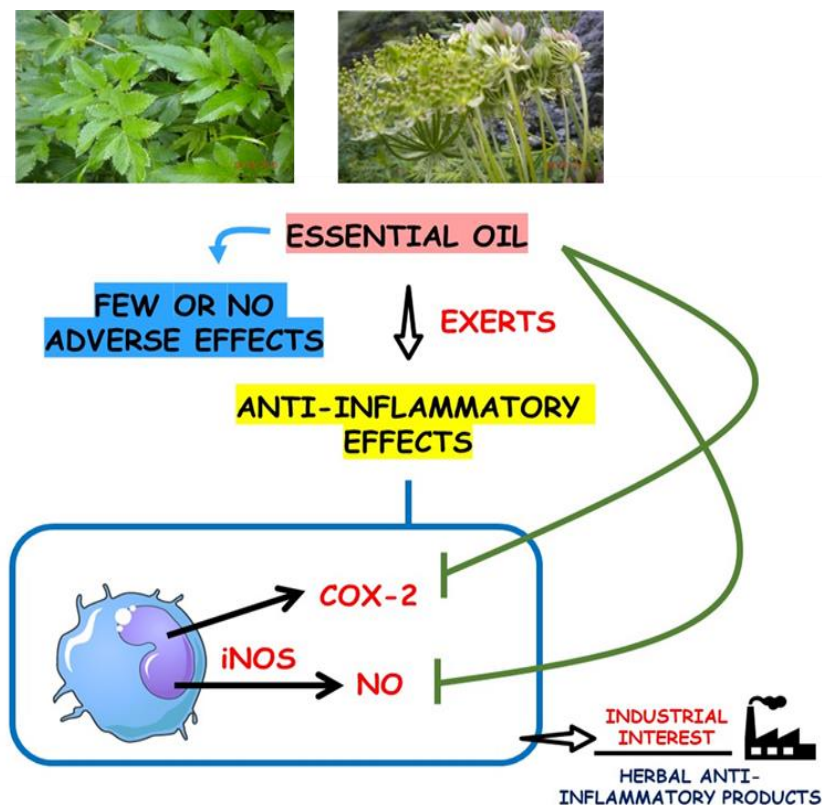 ESSENTIAL OIL
FEW OR NO
ADVERSE EFFECTS
EXERTS
ANTI-INFLAMMATORY
EFFECTS
COX-2
iNOS
NO
INDUSTRIAL
INTEREST
HERBAL ANTI-
INFLAMMATORY PRODUCTS